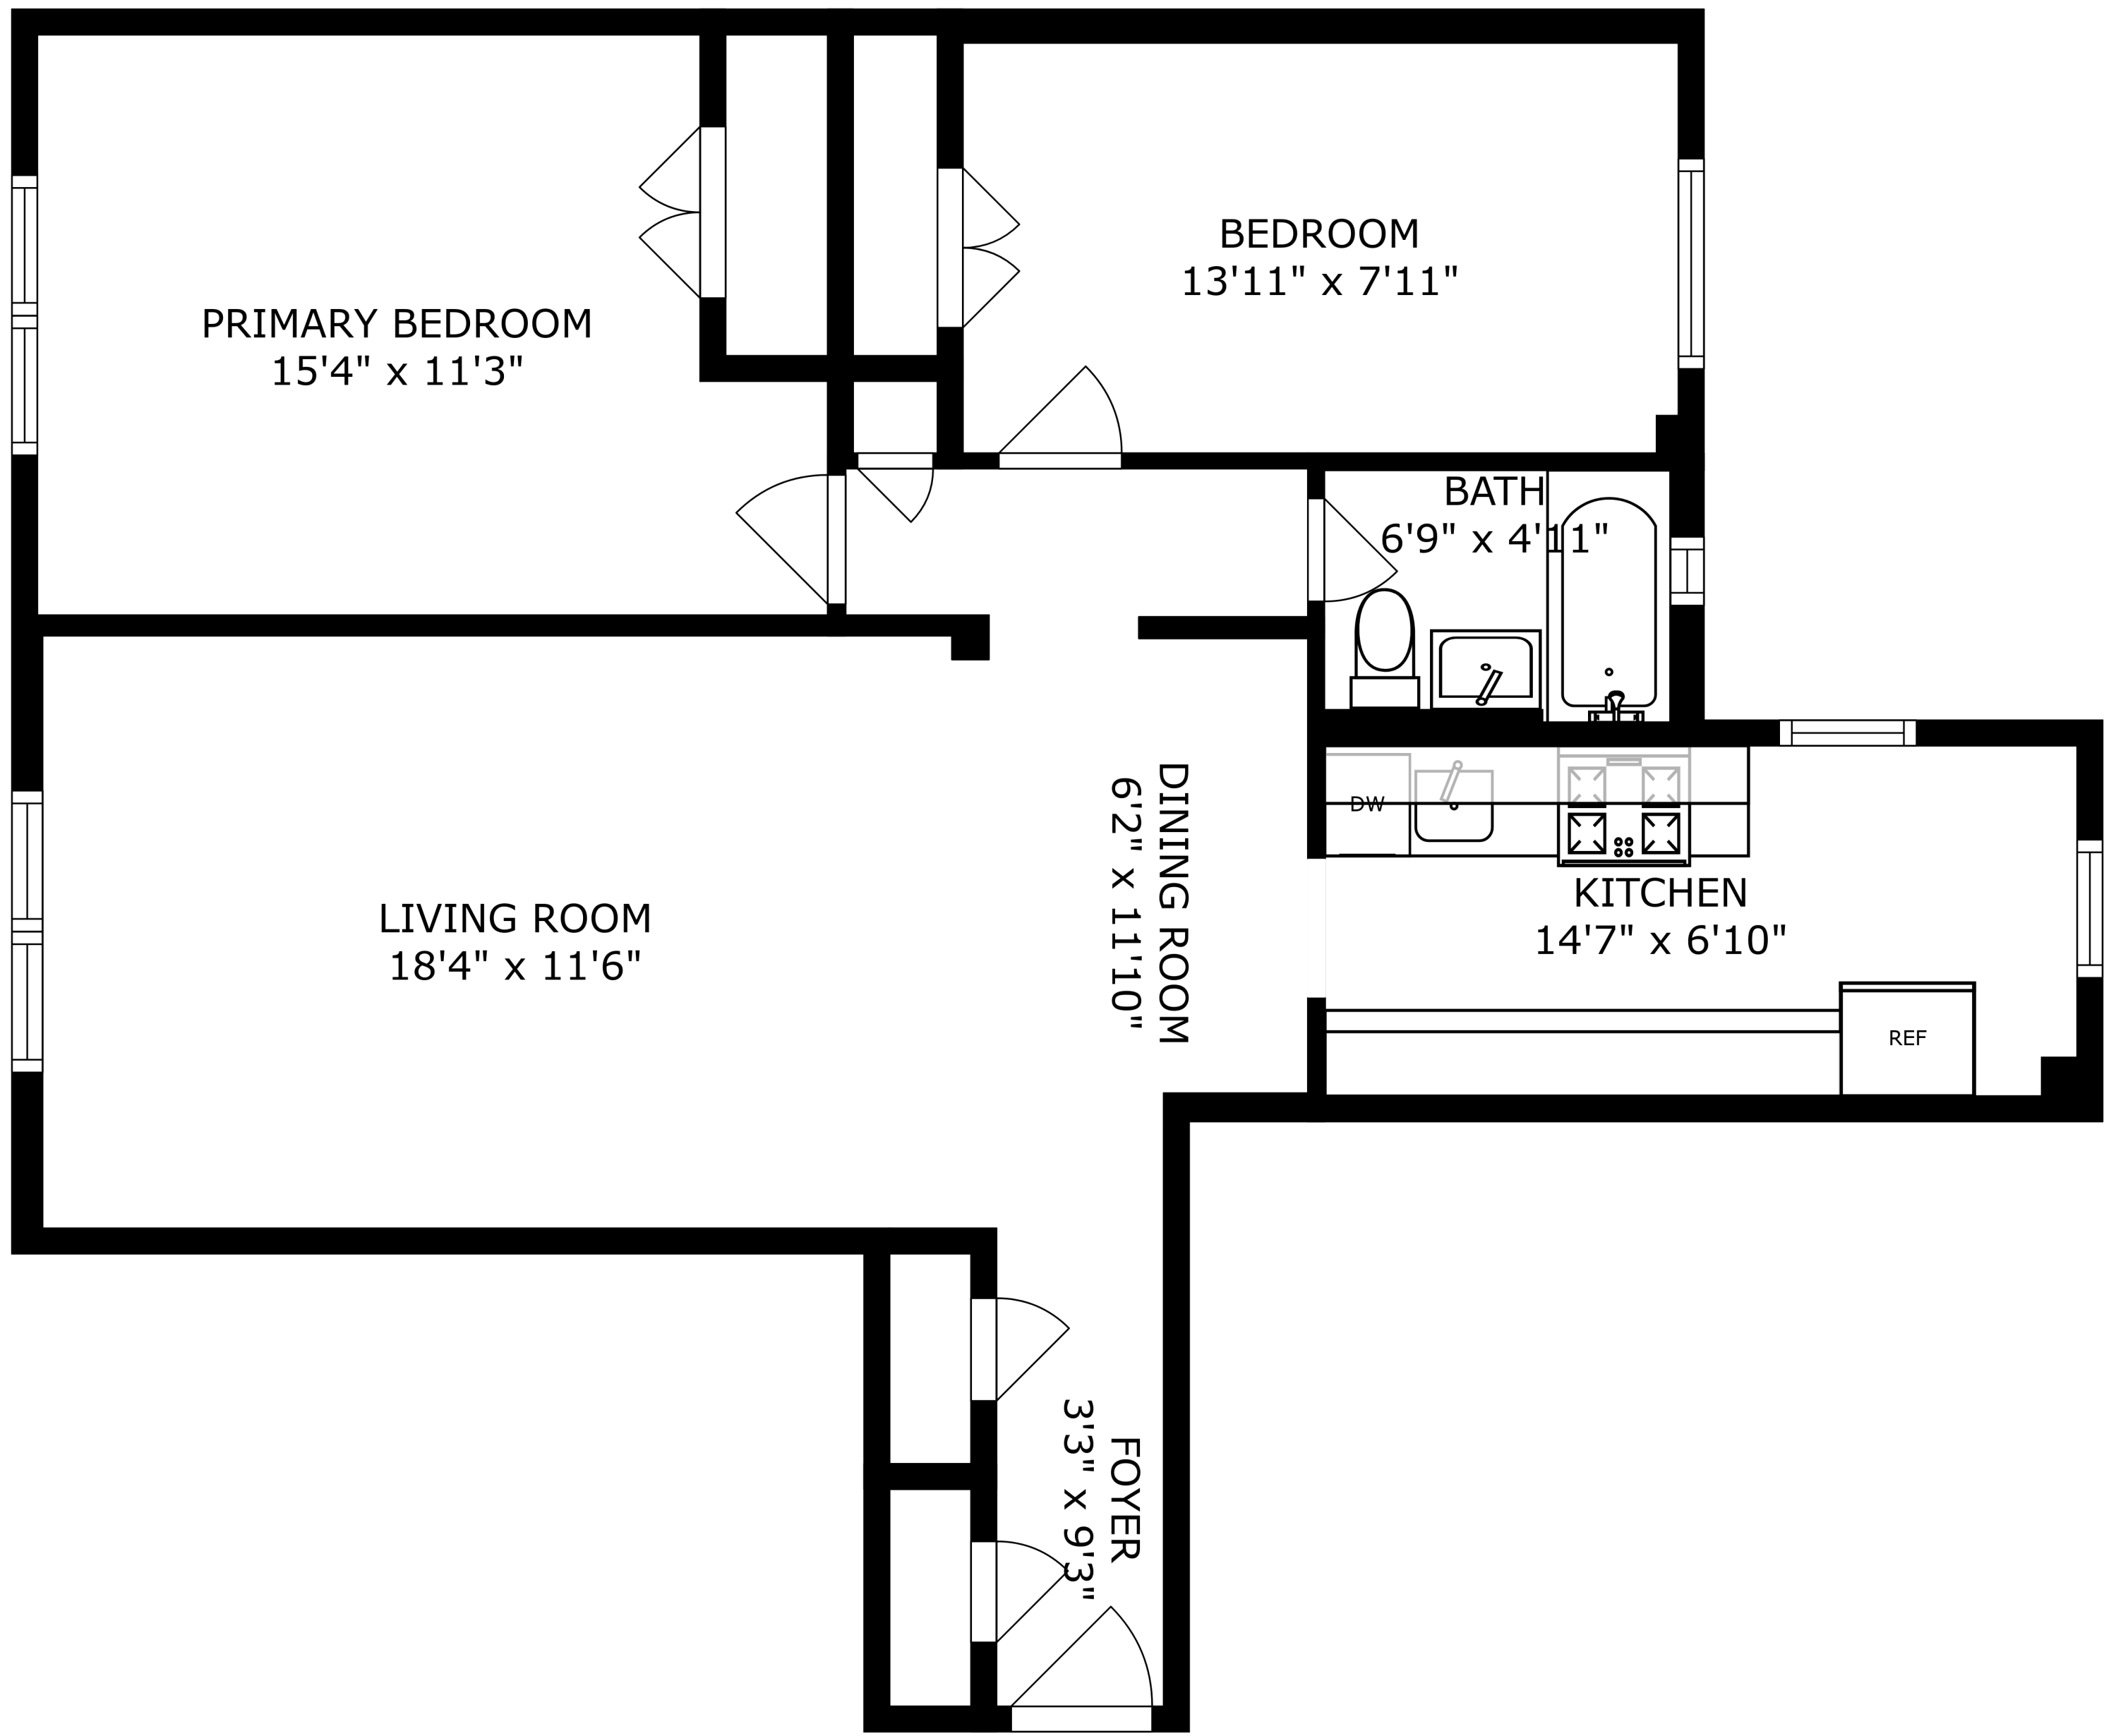 BEDROOM
13'11" x 7'11"
PRIMARY BEDROOM
15'4" x 11'3"
BATH
6'9" x 4'11"
DINING ROOM
6'2" x 11'10"
DW
KITCHEN
14'7" x 6'10"
LIVING ROOM
18'4" x 11'6"
REF
FOYER
3'3" x 9'3"